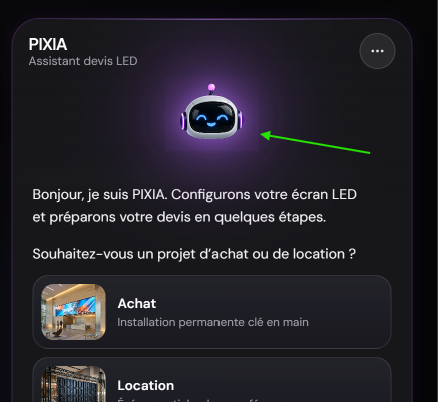 PIXIA
Assistant devis LED
Bonjour, je suis PIXIA. Configurons votre écran LED
et préparons votre devis en quelques étapes.
Souhaitez-vous un projet d’achat ou de location ?
Achat
Installation permanente clé en main
Location